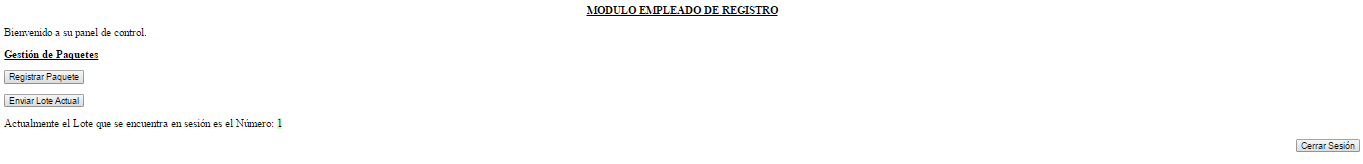 MODULO EMPLEADO DE REGISTRO
Bienvenido a su panel de control.
Gestión de Paquetes
Registrar Paquete
Enviar Lote Actual
Actualmente el Lote que se encuentra en sesión es el Número: 1
Cerrar Sesión